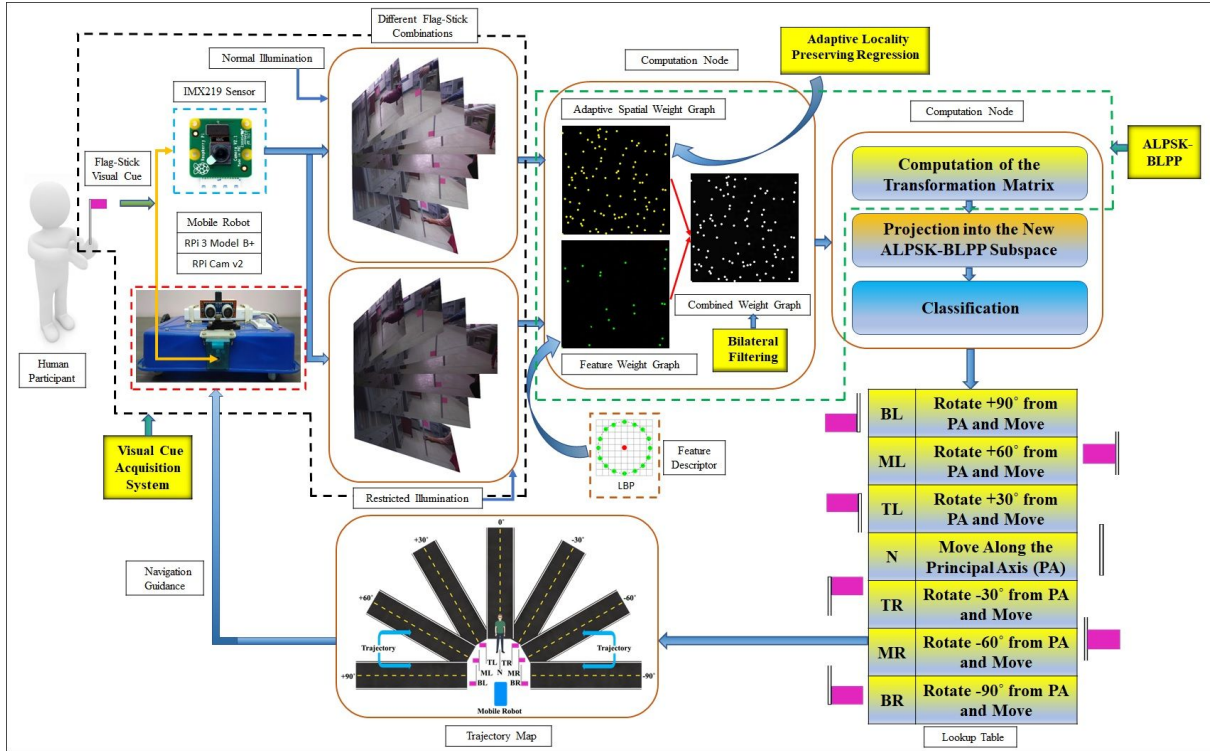 Different Flag-Stick
Combinations
Normal Illumination
IMX219 Sensor
Flag-Stick
Visual Cue
Mobile Robot
RPi 3 Model B+
RPi Cam v2
Human
Participant
Visual Cue
Acquisition
System
Restricted Illumination
Computation Node
Adaptive Locality
Preserving Regression
Adaptive Spatial Weight Graph
Combined Weight Graph
Bilateral
Filtering
Feature Weight Graph
LBP
Feature
Descriptor
Computation Node
ALPSK-
BLPP
Computation of the
Transformation Matrix
Projection into the New
ALPSK-BLPP Subspace
Classification
BL Rotate +90° from
PA and Move
ML Rotate +60° from
PA and Move
TL Rotate +30° from
PA and Move
N Move Along the
Principal Axis (PA)
TR Rotate -30° from PA
and Move
MR Rotate -60° from PA
and Move
BR Rotate -90° from PA
and Move
Lookup Table
Navigation
Guidance
0°
+30° -30°
+60° -60°
Trajectory Trajectory
TL N TR
ML MR
BL BR
+90° -90°
Mobile Robot
Trajectory Map